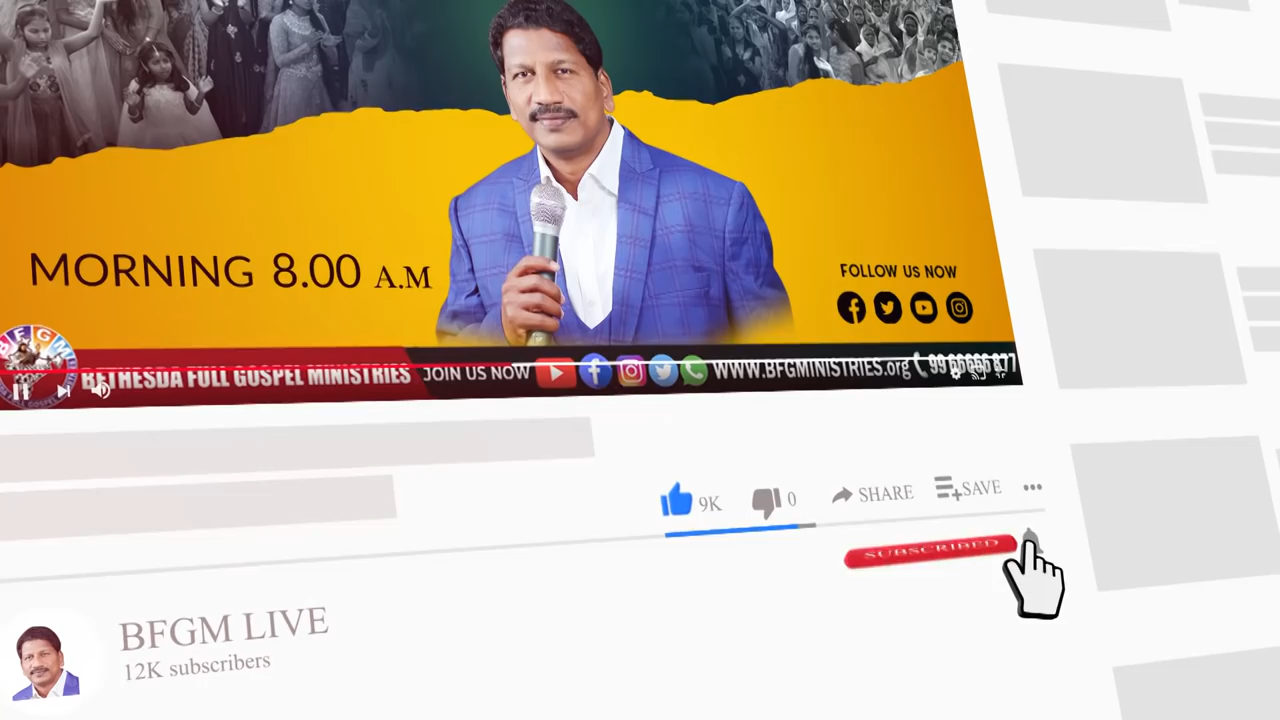 MORNING 8.00 A.M
FOLLOW US NOW
BFGM
BETHESDA FULL GOSPEL MINISTRIES
JOIN US NOW
WWW.BFGMINISTRIES.org
9K
0
SHARE
SAVE
SUBSCRIBED
BFGM LIVE
12K subscribers